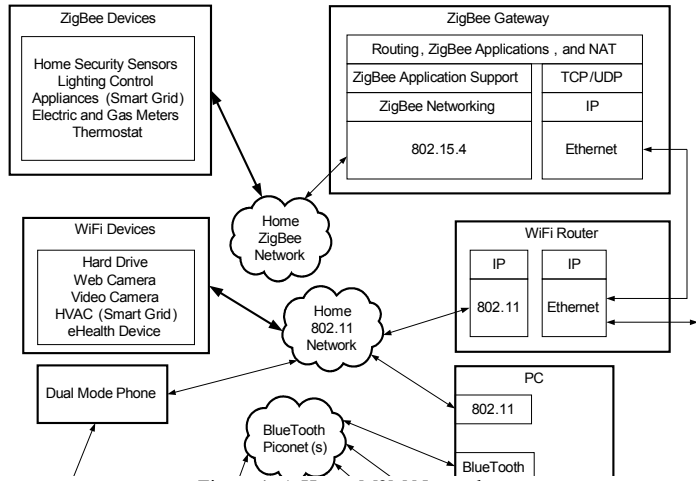 ZigBee Devices
Home Security Sensors
Lighting Control
Appliances (Smart Grid)
Electric and Gas Meters
Thermostat
ZigBee Gateway
Routing, ZigBee Applications , and NAT
ZigBee Application Support
TCP/UDP
ZigBee Networking
IP
802.15.4
Ethernet
Home
ZigBee
Network
WiFi Devices
Hard Drive
Web Camera
Video Camera
HVAC (Smart Grid)
eHealth Device
Home
802.11
Network
WiFi Router
IP
IP
802.11
Ethernet
Dual Mode Phone
BlueTooth
Piconet (s)
PC
802.11
BlueTooth